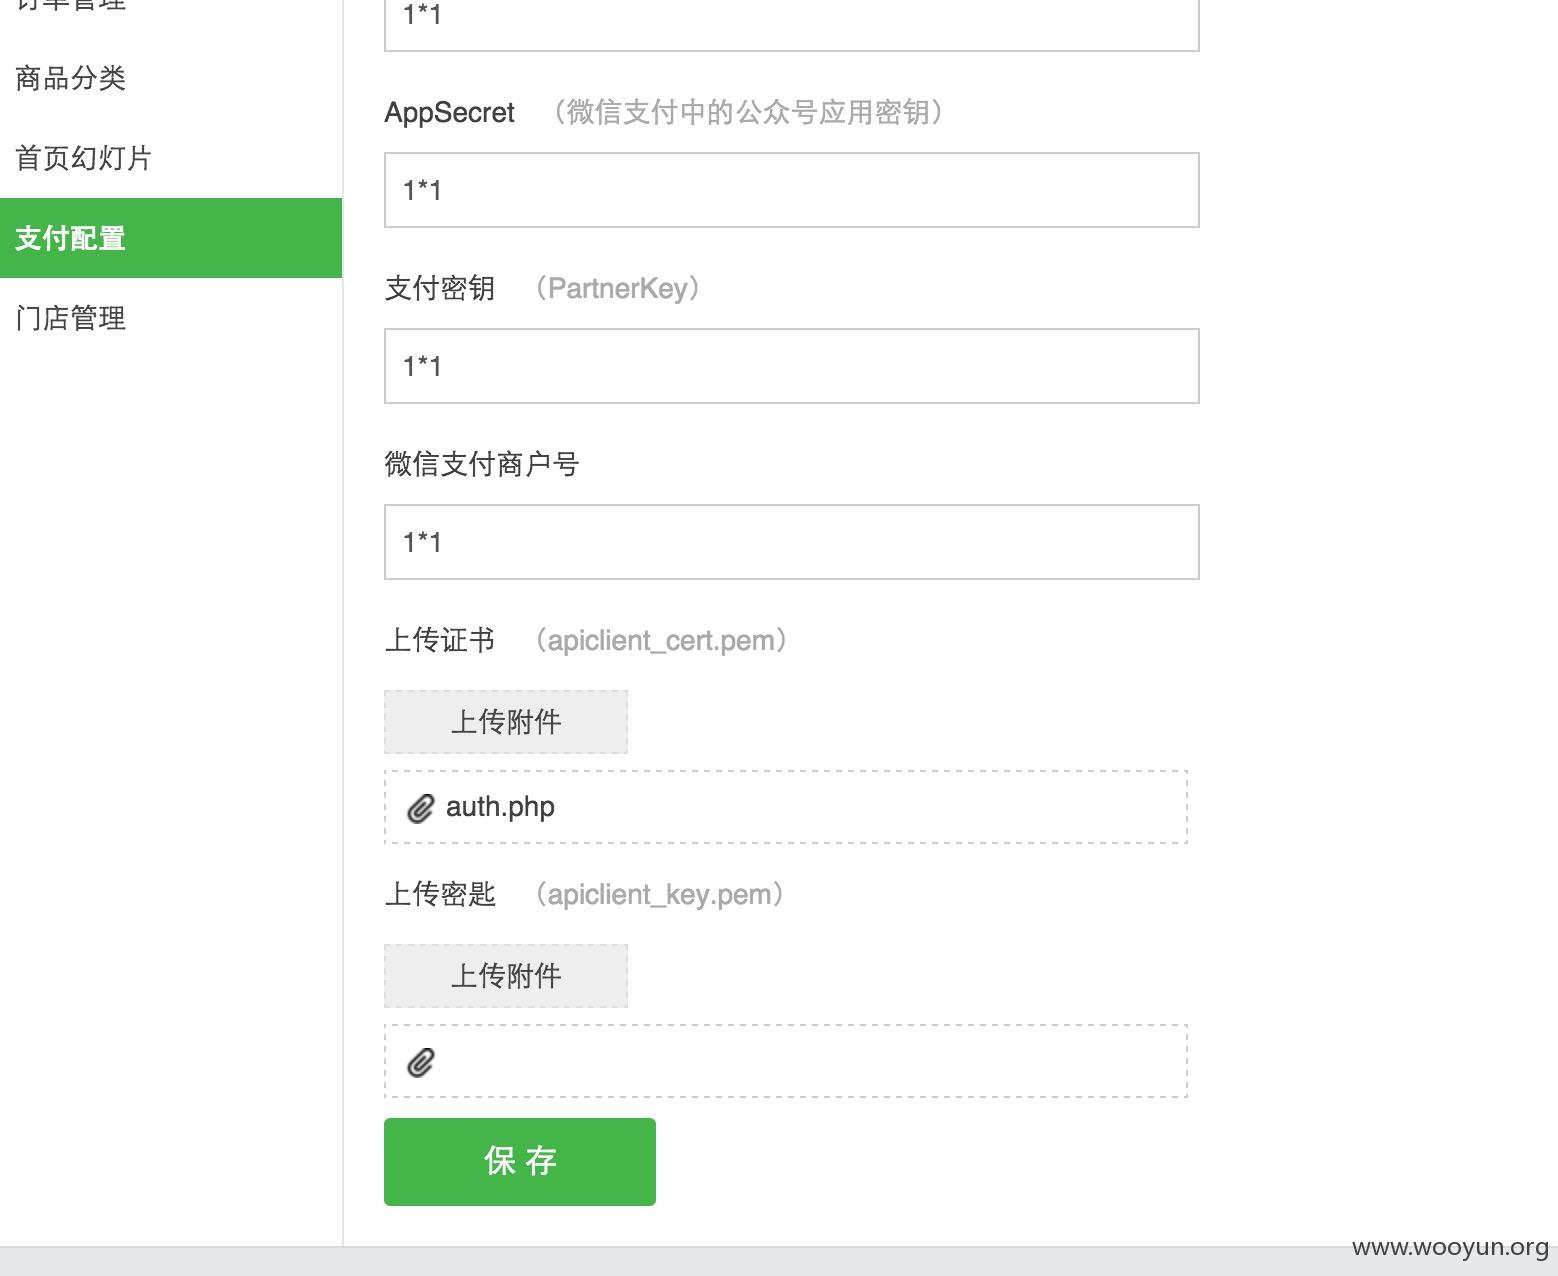 订单管理
商品分类
首页幻灯片
支付配置
门店管理
1*1
AppSecret （微信支付中的公众号应用密钥）
1*1
支付密钥 （PartnerKey）
1*1
微信支付商户号
1*1
上传证书 （apiclient_cert.pem）
上传附件
auth.php
上传密匙 （apiclient_key.pem）
上传附件
保 存
www.wooyun.org